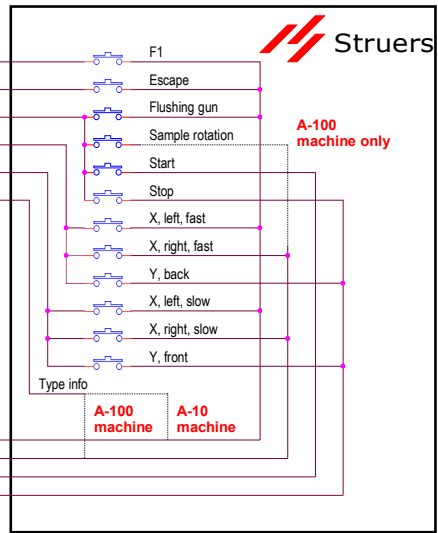 Struers
F1
Escape
Flushing gun
Sample rotation
A-100
machine only
Start
Stop
X, left, fast
X, right, fast
Y, back
X, left, slow
X, right, slow
Y, front
Type info
A-100
machine
A-10
machine